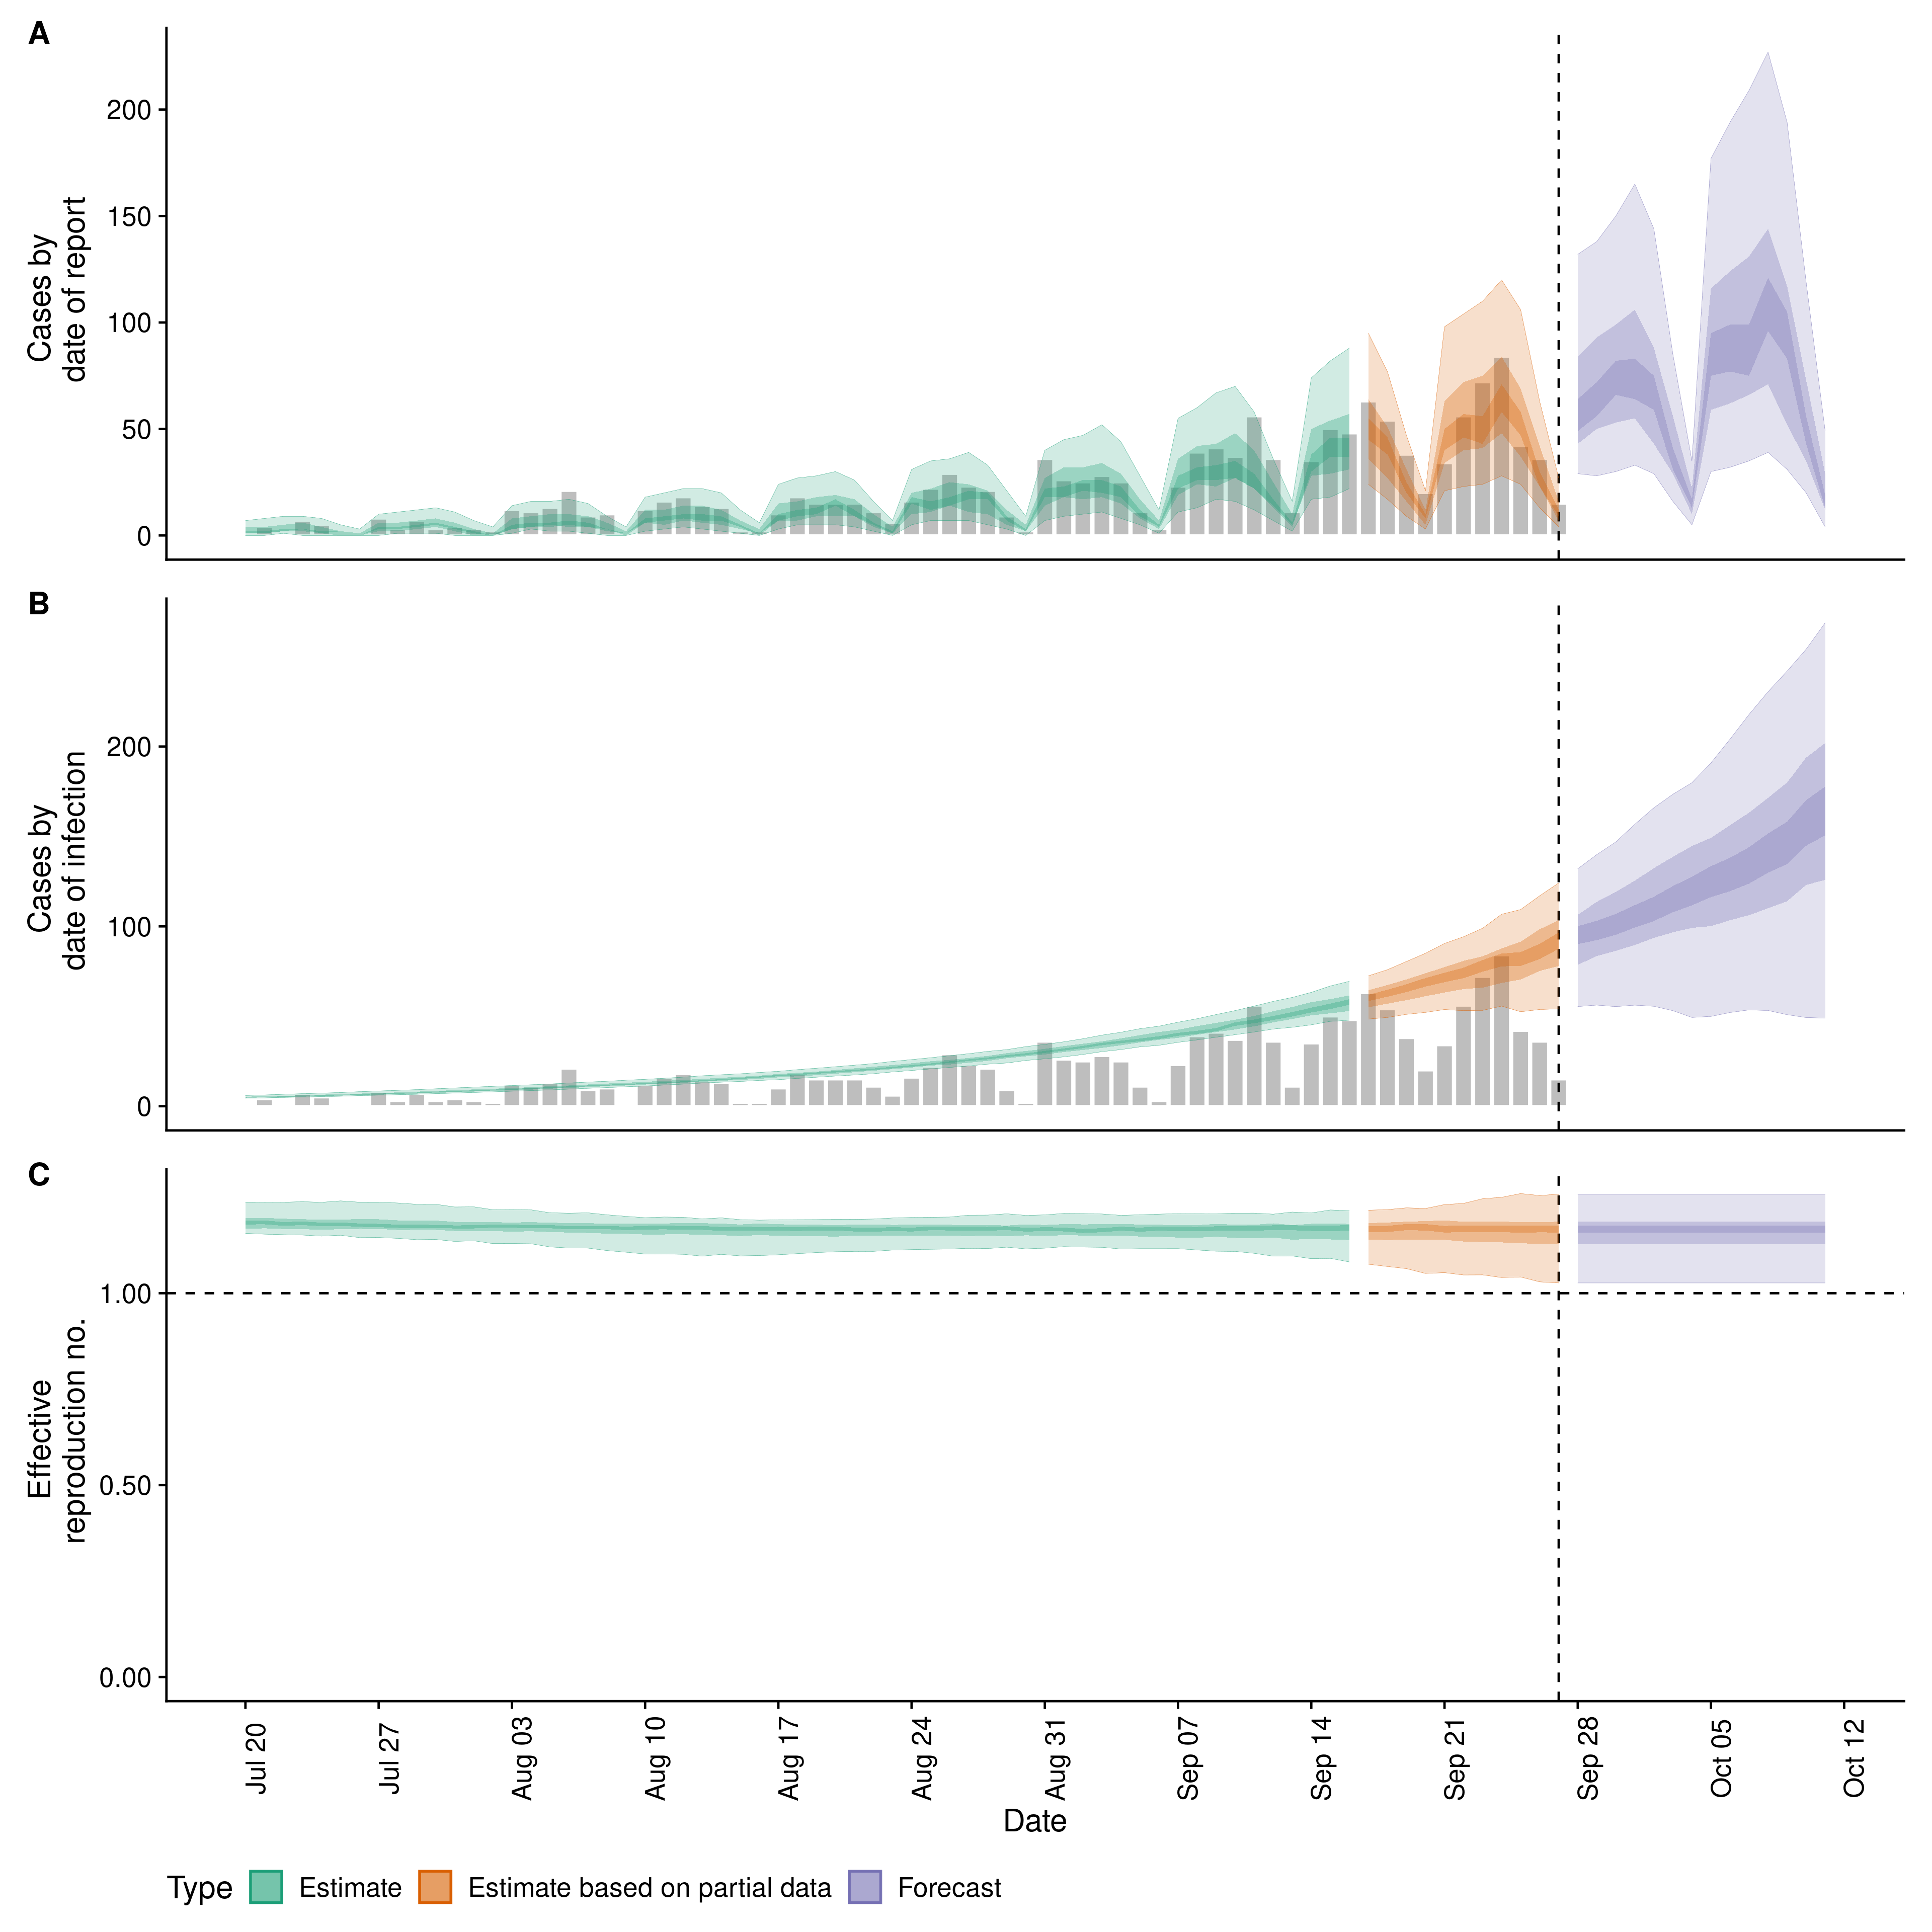 A
Cases by
date of report
200
150
100
50
0
B
Cases by
date of infection
200
100
0
C
Effective
reproduction no.
1.00
0.50
0.00
Jul 20
Jul 27
Aug 03
Aug 10
Aug 17
Aug 24
Aug 31
Sep 07
Sep 14
Sep 21
Sep 28
Oct 05
Oct 12
Date
Type Estimate Estimate based on partial data Forecast